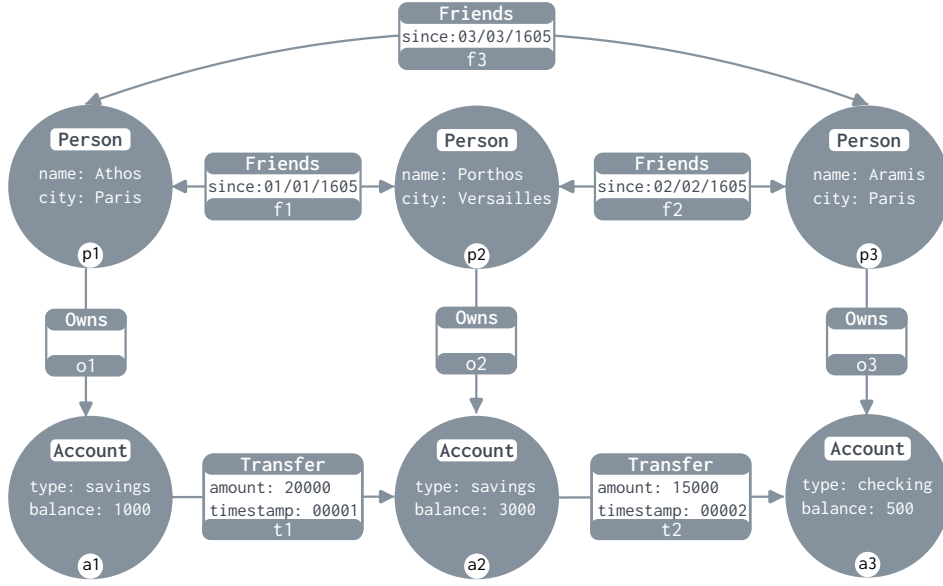 Friends
since:03/03/1605
f3
Person
name: Athos
city: Paris
p1
Friends
since:01/01/1605
f1
Person
name: Porthos
city: Versailles
p2
Friends
since:02/02/1605
f2
Person
name: Aramis
city: Paris
p3
Owns
o1
Owns
o2
Owns
o3
Account
type: savings
balance: 1000
a1
Transfer
amount: 20000
timestamp: 00001
t1
Account
type: savings
balance: 3000
a2
Transfer
amount: 15000
timestamp: 00002
t2
Account
type: checking
balance: 500
a3